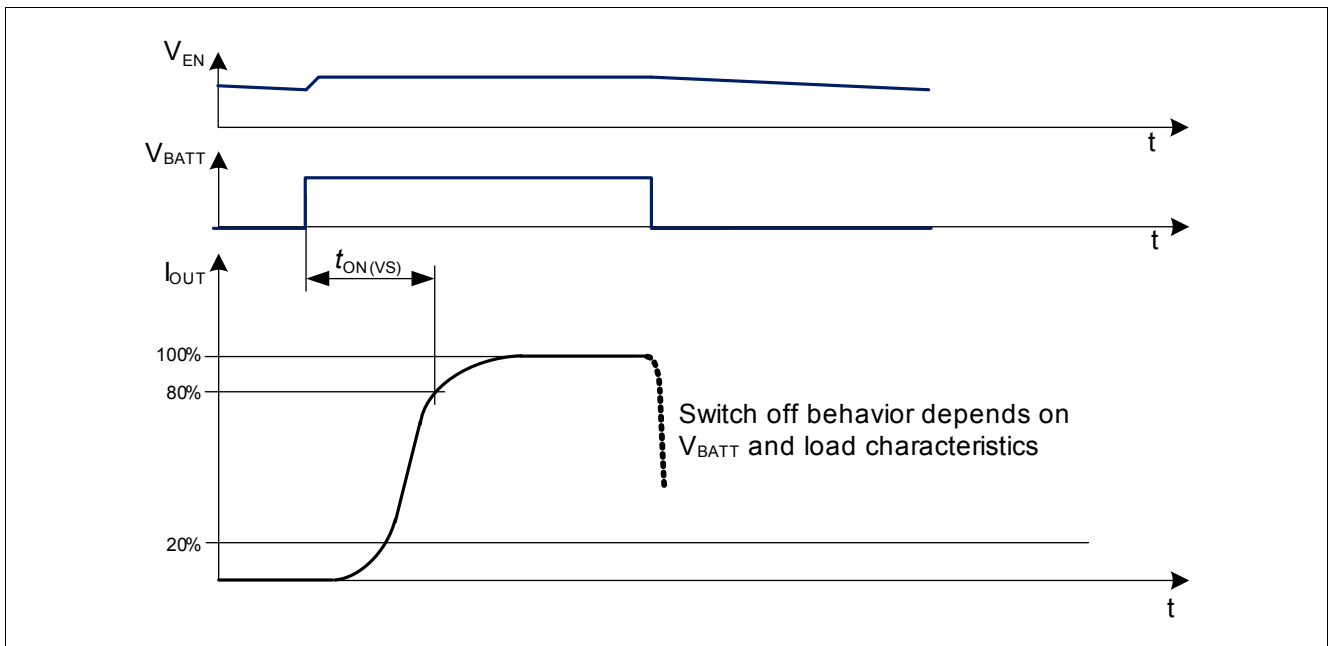 VEN
t
VBATT
t
tON(VS)
IOUT
100%
80%
Switch off behavior depends on
VBATT and load characteristics
20%
t